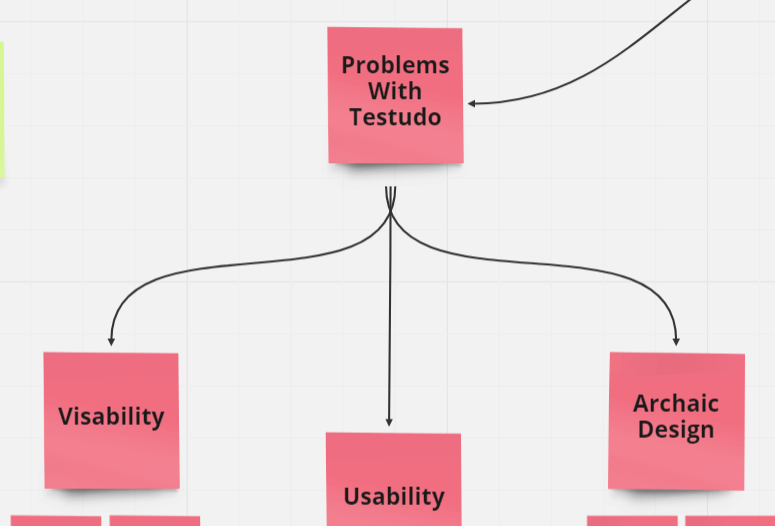 Problems
With
Testudo
Visability
Usability
Archaic
Design